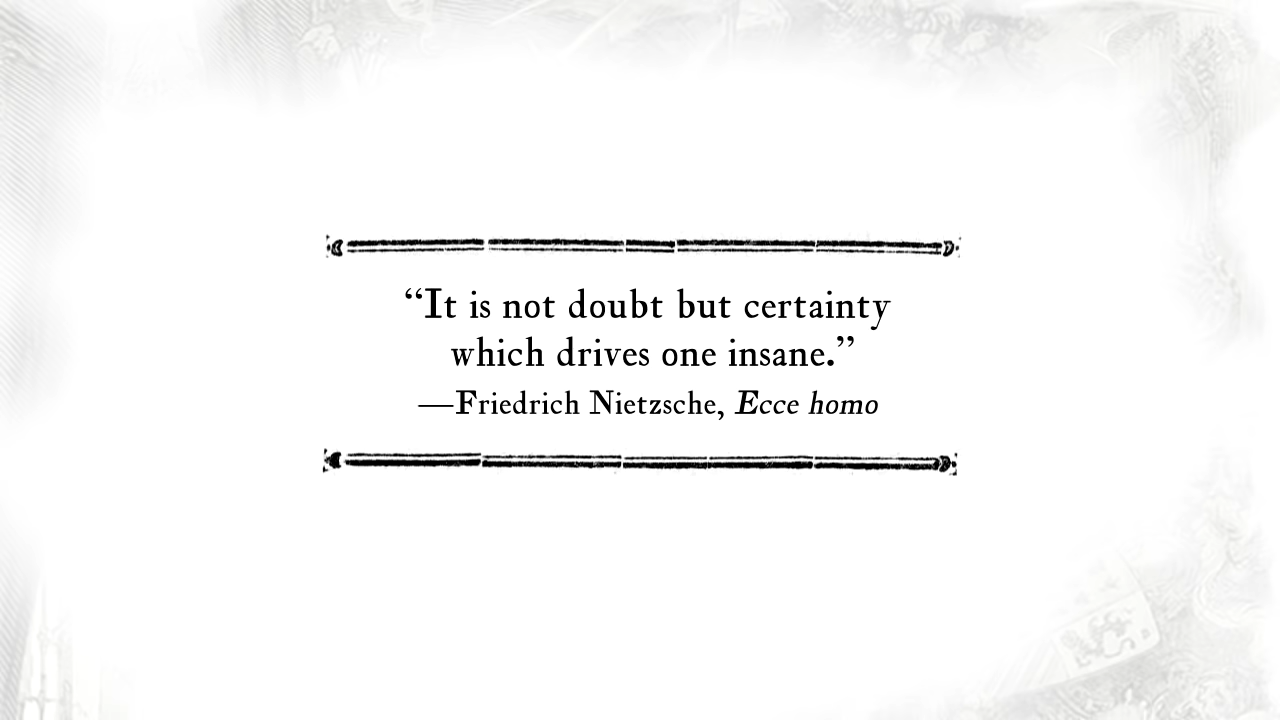 “It is not doubt but certainty
which drives one insane.”
—Friedrich Nietzsche, Ecce homo